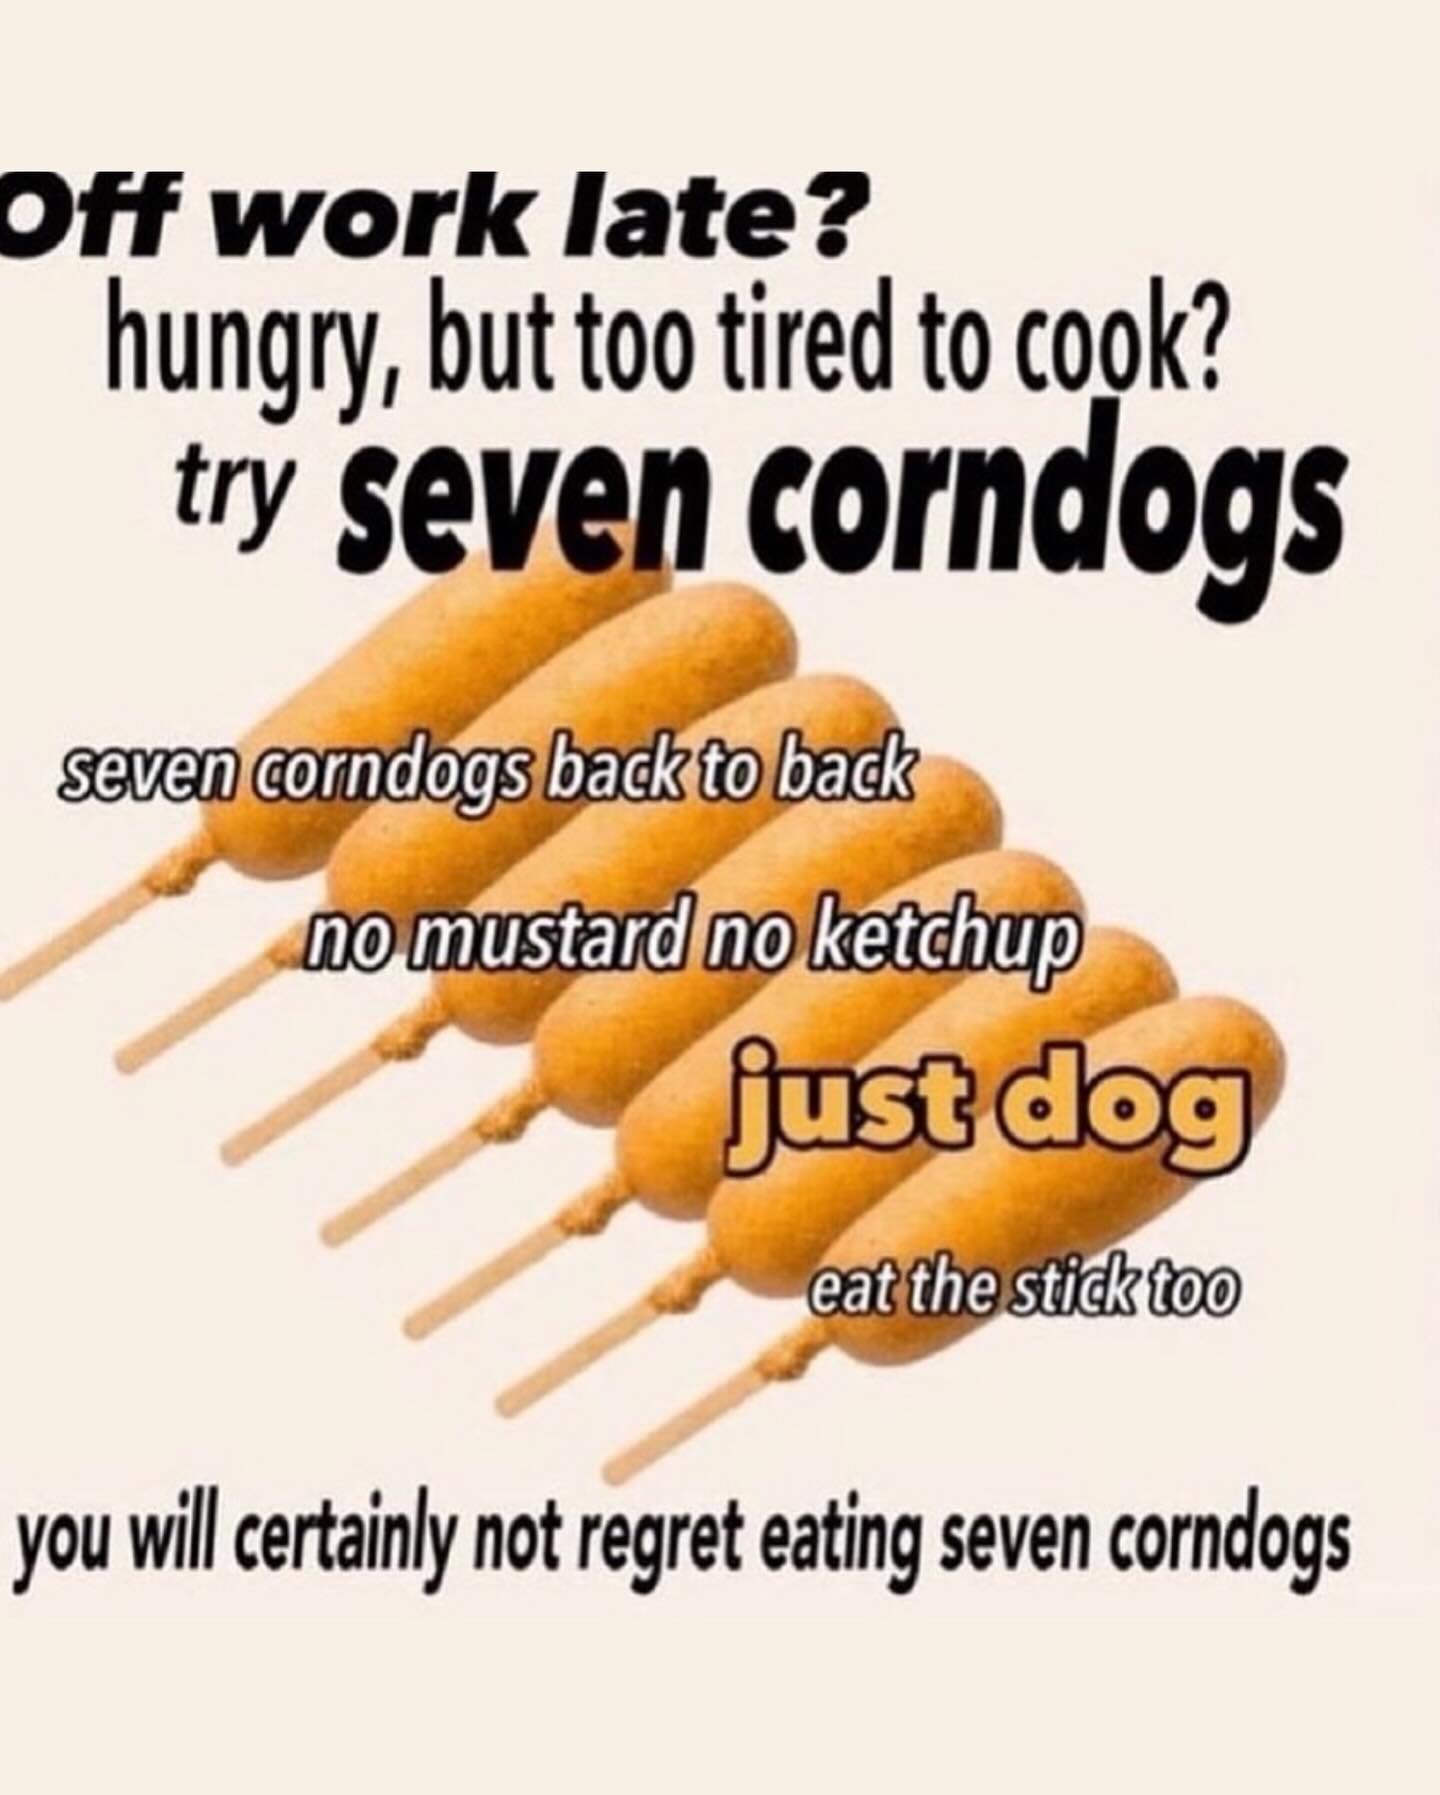 Off work late?
hungry, but too tired to cook?
try seven corndogs
seven corndogs back to back
no mustard no ketchup
just dog
eat the stick too
you will certainly not regret eating seven corndogs